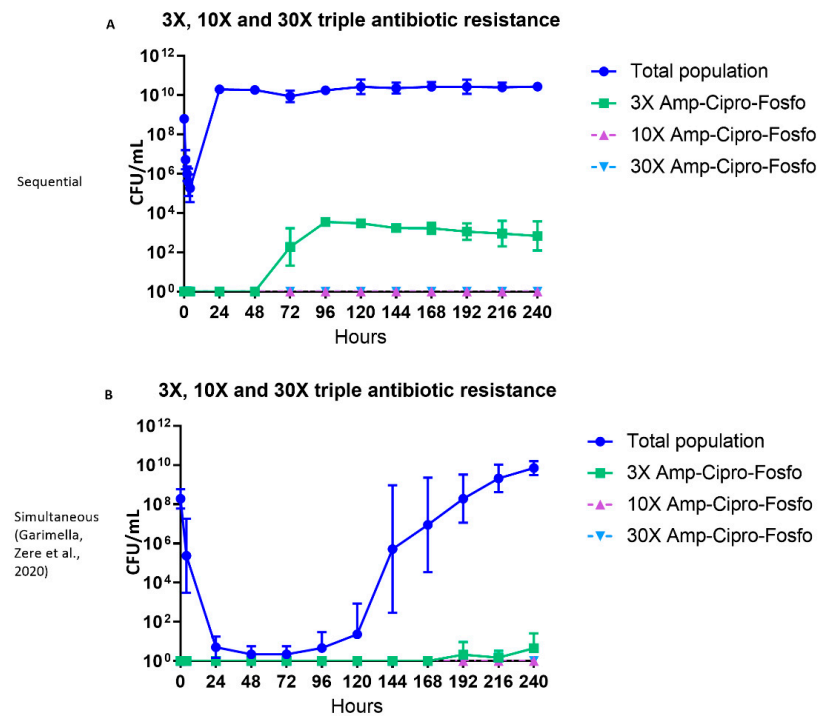 A
3X, 10X and 30X triple antibiotic resistance
Sequential
CFU/mL
10^12
10^10
10^8
10^6
10^4
10^2
10^0
0 24 48 72 96 120 144 168 192 216 240
Hours
Total population
3X Amp-Cipro-Fosfo
10X Amp-Cipro-Fosfo
30X Amp-Cipro-Fosfo
B
3X, 10X and 30X triple antibiotic resistance
Simultaneous
(Garimella,
Zere et al.,
2020)
CFU/mL
10^12
10^10
10^8
10^6
10^4
10^2
10^0
0 24 48 72 96 120 144 168 192 216 240
Hours
Total population
3X Amp-Cipro-Fosfo
10X Amp-Cipro-Fosfo
30X Amp-Cipro-Fosfo